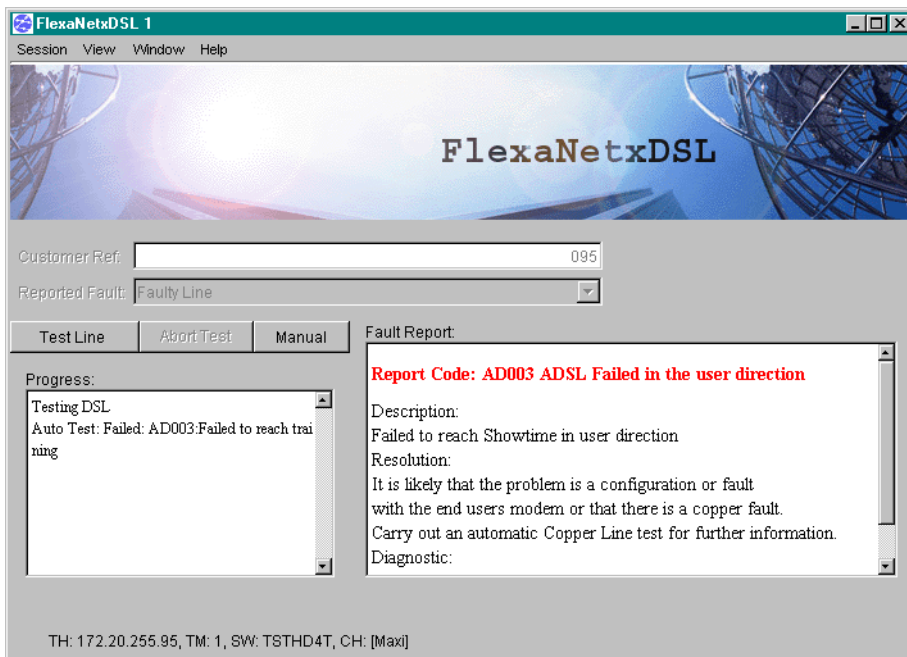 FlexaNetxDSL 1
Session View Window Help
FlexaNetxDSL
Customer Ref: 095
Reported Fault: Faulty Line
Test Line Abort Test Manual
Fault Report:
Report Code: AD003 ADSL Failed in the user direction
Description:
Failed to reach Showtime in user direction
Resolution:
It is likely that the problem is a configuration or fault
with the end users modem or that there is a copper fault.
Carry out an automatic Copper Line test for further information.
Diagnostic:
Progress:
Testing DSL
Auto Test: Failed: AD003:Failed to reach trai
ning
TH: 172.20.255.95, TM: 1, SW: TSTHD4T, CH: [Maxi]